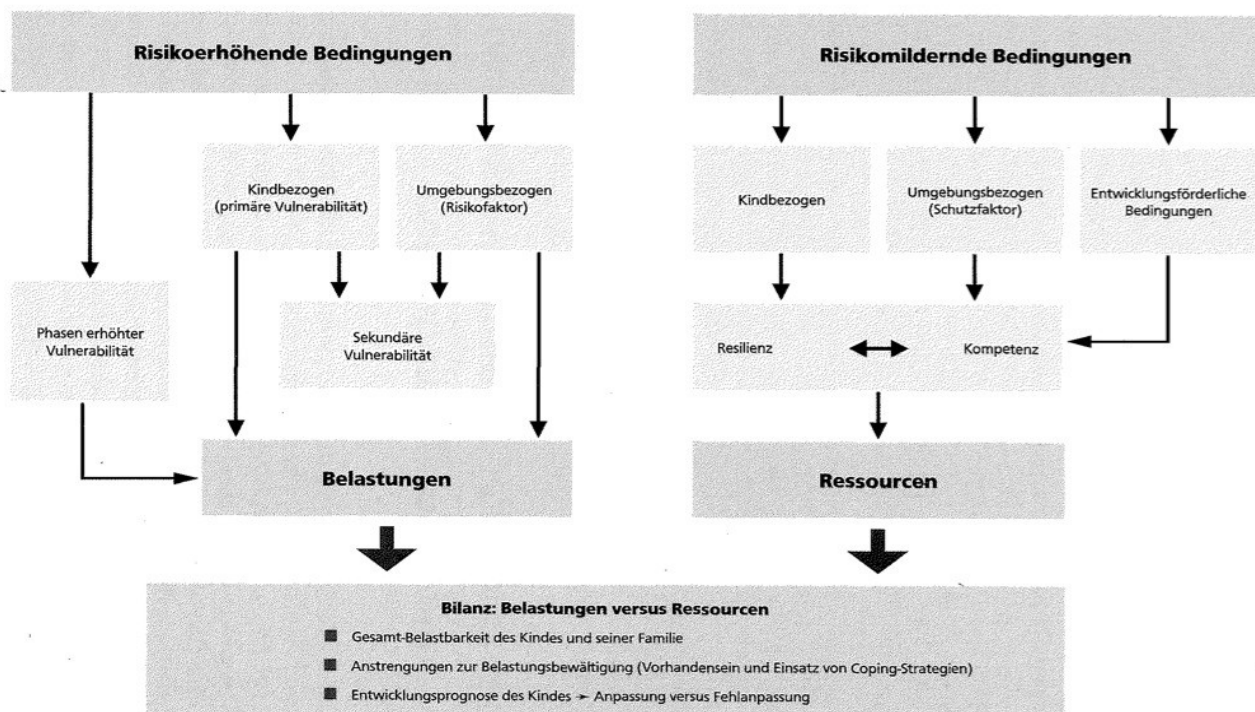 Risikoerhöhende Bedingungen
Risikomildernde Bedingungen
Kindbezogen
(primäre Vulnerabilität)
Umgebungsbezogen
(Risikofaktor)
Kindbezogen
Umgebungsbezogen
(Schutzfaktor)
Entwicklungsförderliche
Bedingungen
Phasen erhöhter
Vulnerabilität
Sekundäre
Vulnerabilität
Resilienz
Kompetenz
Belastungen
Ressourcen
Bilanz: Belastungen versus Ressourcen
Gesamt-Belastbarkeit des Kindes und seiner Familie
Anstrengungen zur Belastungsbewältigung (Vorhandensein und Einsatz von Coping-Strategien)
Entwicklungsprognose des Kindes → Anpassung versus Fehlanpassung